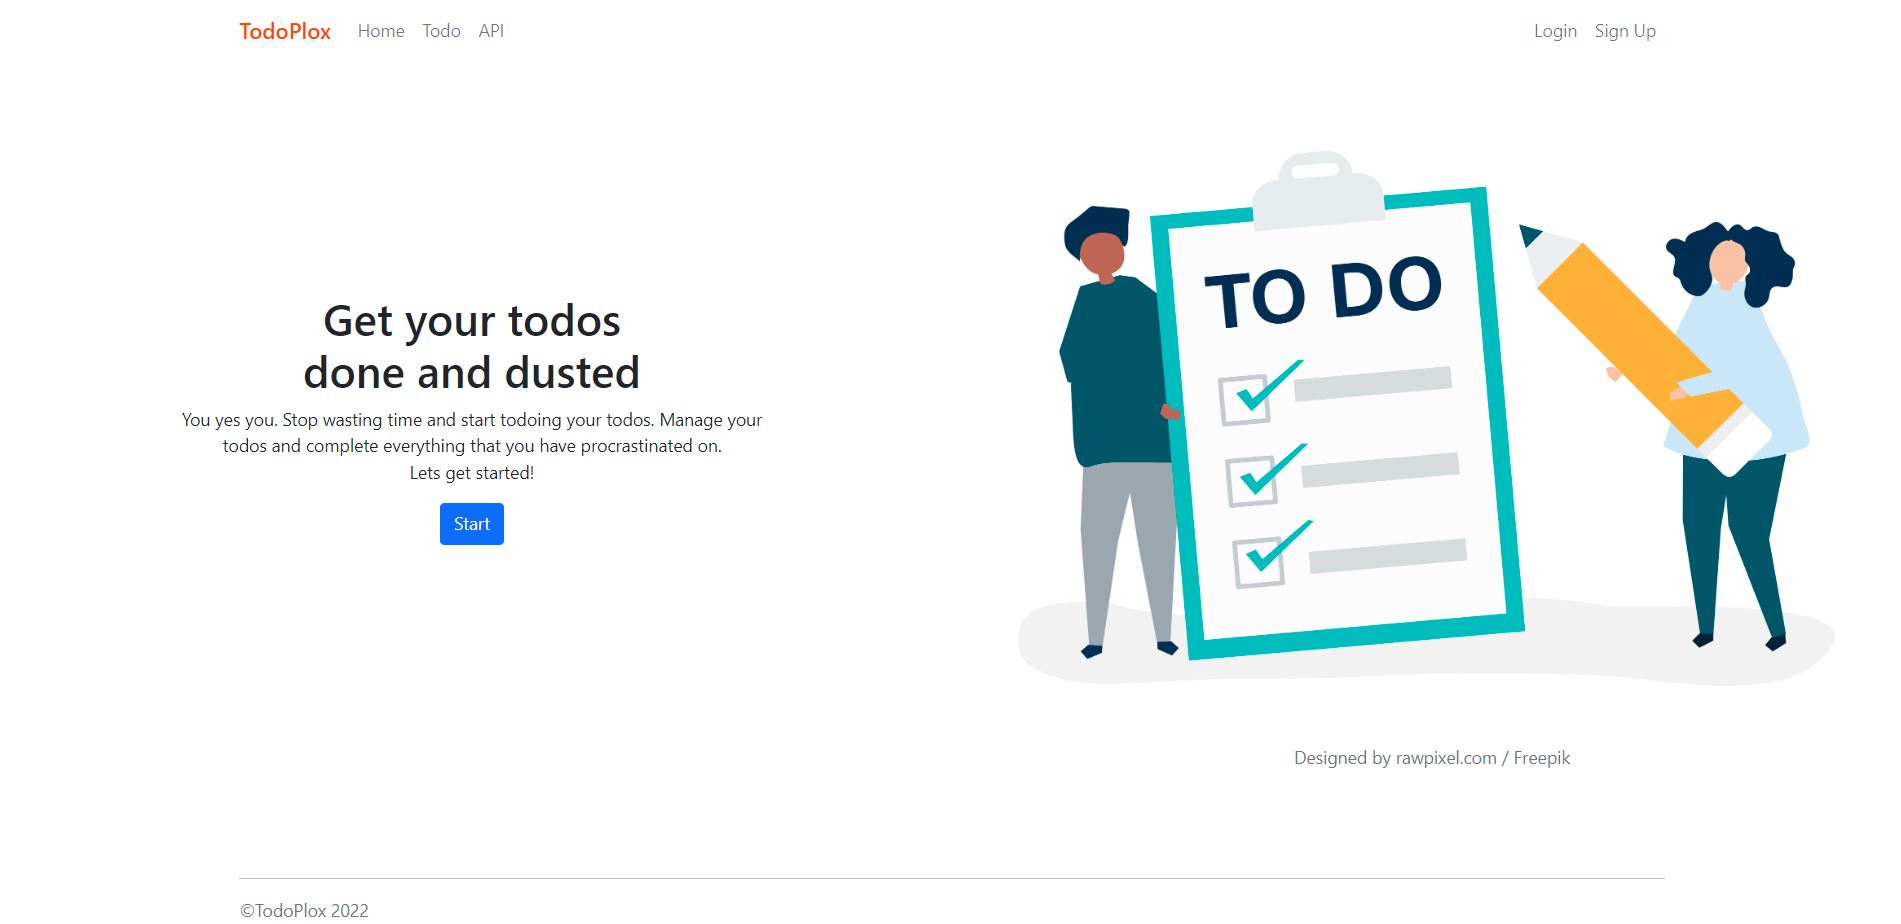 TodoPlox Home Todo API Login Sign Up
Get your todos
done and dusted
You yes you. Stop wasting time and start todoing your todos. Manage your
todos and complete everything that you have procrastinated on.
Lets get started!
Start
TO DO
Designed by rawpixel.com / Freepik
©TodoPlox 2022